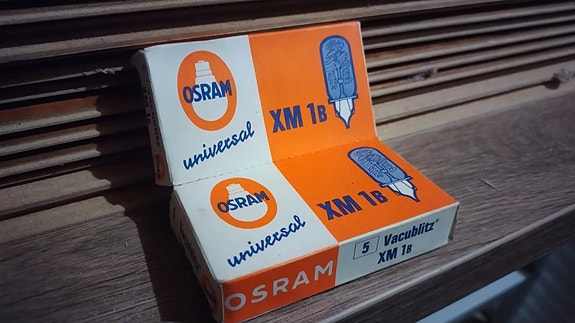 OSRAM
universal
XM 1B
OSRAM
universal
XM 1B
OSRAM
5 Vacublitz®
XM 1B